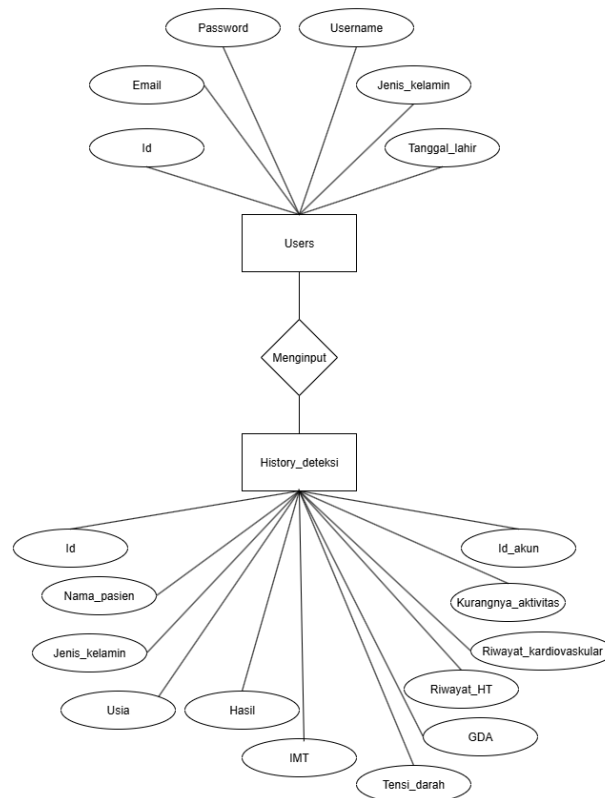 Password
Username
Email
Jenis_kelamin
Id
Tanggal_lahir
Users
Menginput
History_deteksi
Id
Id_akun
Nama_pasien
Kurangnya_aktivitas
Jenis_kelamin
Riwayat_kardiovaskular
Riwayat_HT
Usia
Hasil
GDA
IMT
Tensi_darah